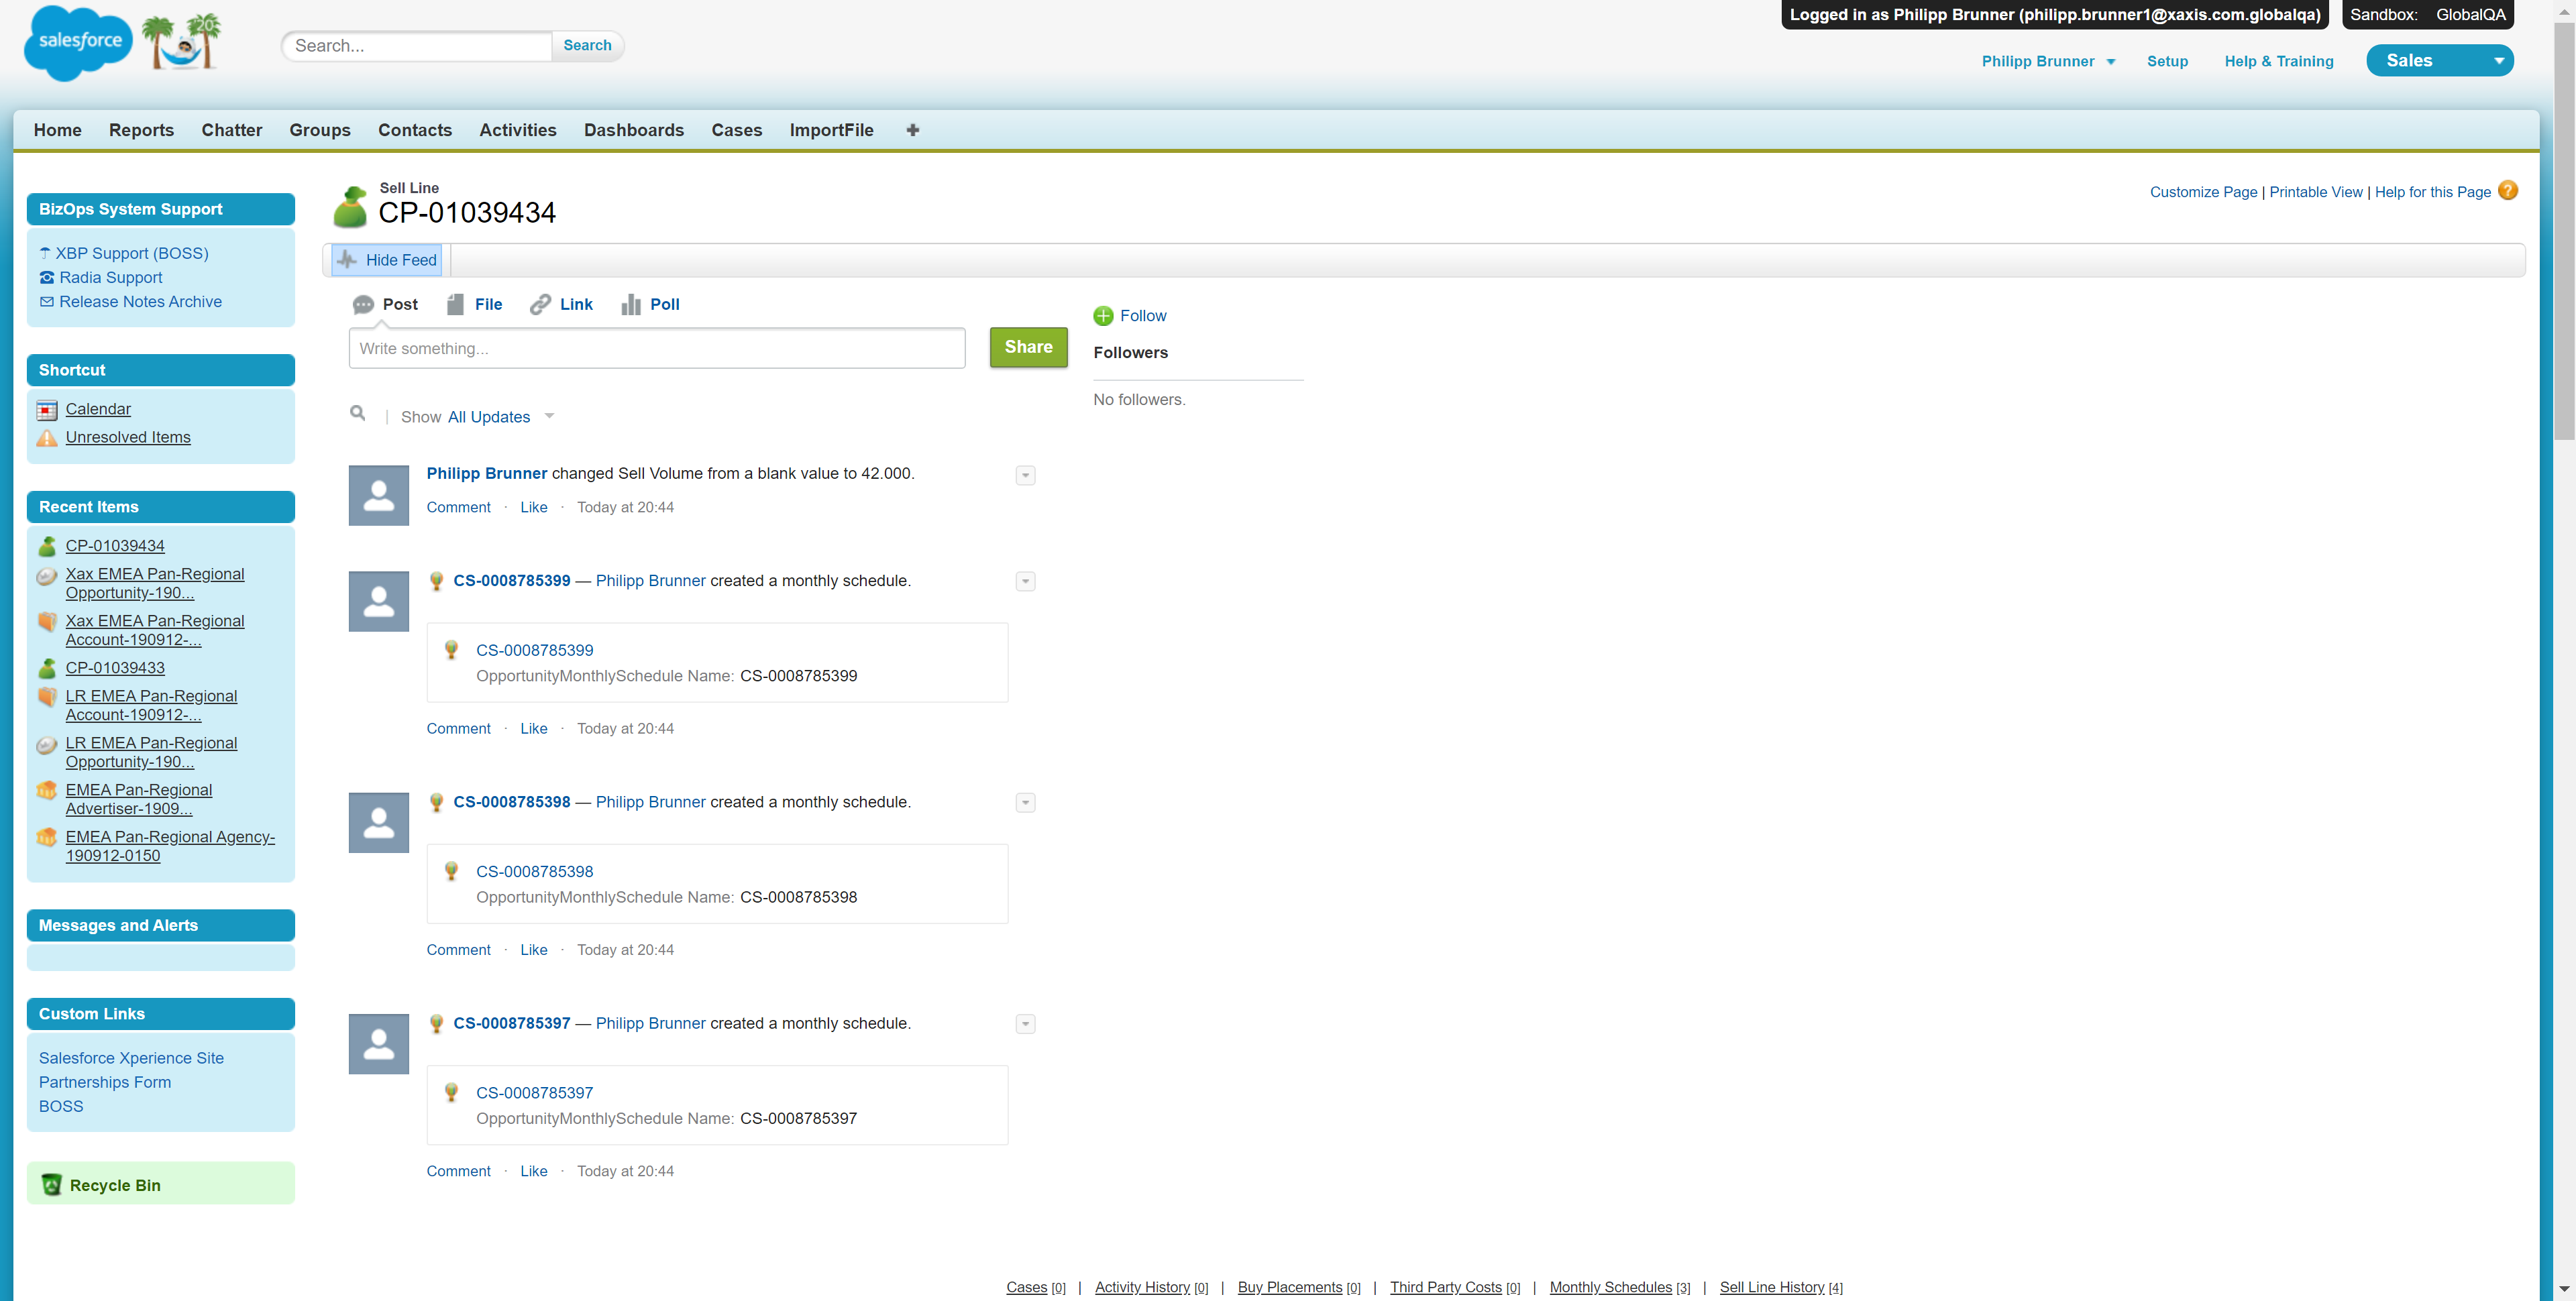 salesforce
'20
Search...
Search
Logged in as Philipp Brunner (philipp.brunner1@xaxis.com.globalqa)
Sandbox: GlobalQA
Philipp Brunner
Setup
Help & Training
Sales
Home
Reports
Chatter
Groups
Contacts
Activities
Dashboards
Cases
ImportFile
BizOps System Support
XBP Support (BOSS)
Radia Support
Release Notes Archive
Shortcut
Calendar
Unresolved Items
Recent Items
CP-01039434
Xax EMEA Pan-Regional
Opportunity-190...
Xax EMEA Pan-Regional
Account-190912-...
CP-01039433
LR EMEA Pan-Regional
Account-190912-...
LR EMEA Pan-Regional
Opportunity-190...
EMEA Pan-Regional
Advertiser-1909...
EMEA Pan-Regional Agency-
190912-0150
Messages and Alerts
Custom Links
Salesforce Xperience Site
Partnerships Form
BOSS
Recycle Bin
Sell Line
CP-01039434
Customize Page | Printable View | Help for this Page ?
Hide Feed
Post
File
Link
Poll
Write something...
Share
Follow
Followers
No followers.
Show All Updates
Philipp Brunner changed Sell Volume from a blank value to 42.000.
Comment · Like · Today at 20:44
CS-0008785399 — Philipp Brunner created a monthly schedule.
CS-0008785399
OpportunityMonthlySchedule Name: CS-0008785399
Comment · Like · Today at 20:44
CS-0008785398 — Philipp Brunner created a monthly schedule.
CS-0008785398
OpportunityMonthlySchedule Name: CS-0008785398
Comment · Like · Today at 20:44
CS-0008785397 — Philipp Brunner created a monthly schedule.
CS-0008785397
OpportunityMonthlySchedule Name: CS-0008785397
Comment · Like · Today at 20:44
Cases [0] | Activity History [0] | Buy Placements [0] | Third Party Costs [0] | Monthly Schedules [3] | Sell Line History [4]